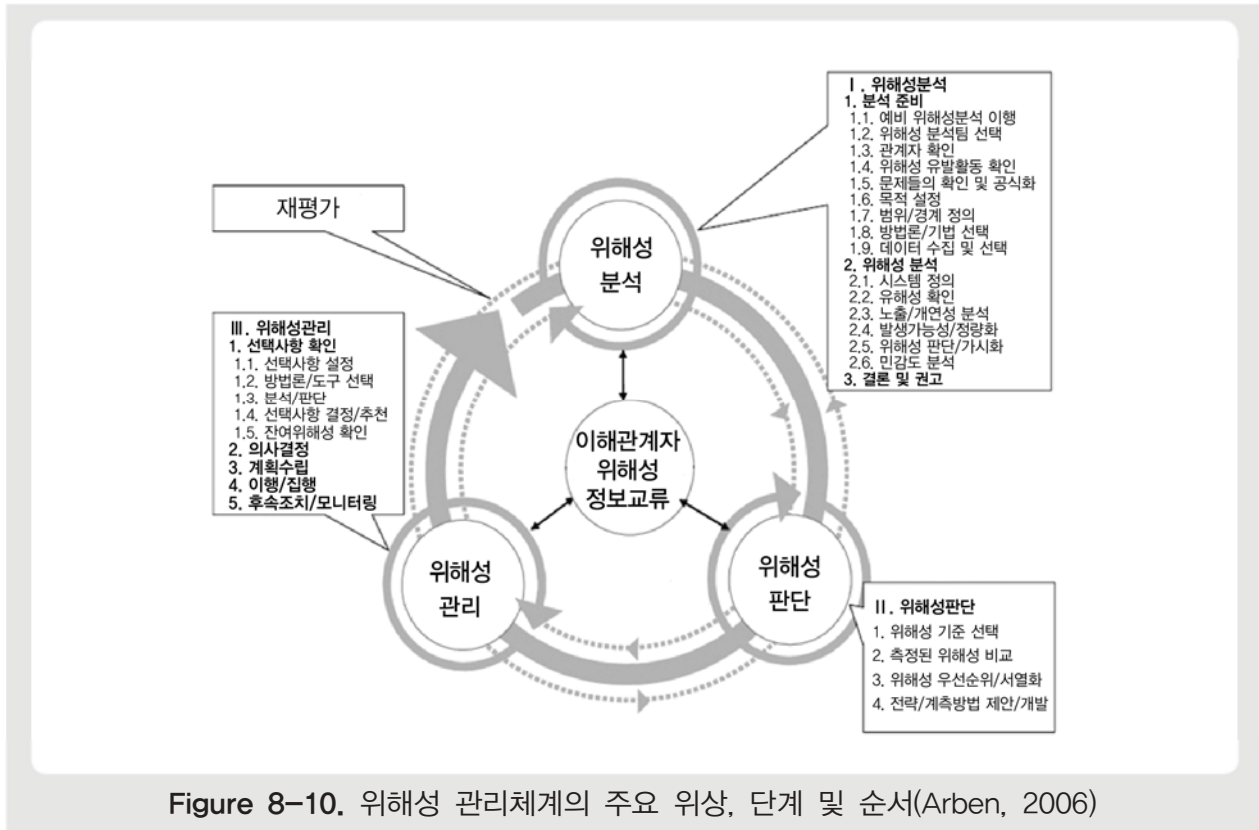 재평가
위해성
분석
Ⅰ. 위해성분석
1. 분석 준비
1.1. 예비 위해성분석 이행
1.2. 위해성 분석팀 선택
1.3. 관계자 확인
1.4. 위해성 유발활동 확인
1.5. 문제들의 확인 및 공식화
1.6. 목적 설정
1.7. 범위/경계 정의
1.8. 방법론/기법 선택
1.9. 데이터 수집 및 선택
2. 위해성 분석
2.1. 시스템 정의
2.2. 유해성 확인
2.3. 노출/개연성 분석
2.4. 발생가능성/정량화
2.5. 위해성 판단/가시화
2.6. 민감도 분석
3. 결론 및 권고
Ⅲ. 위해성관리
1. 선택사항 확인
1.1. 선택사항 설정
1.2. 방법론/도구 선택
1.3. 분석/판단
1.4. 선택사항 결정/추천
1.5. 잔여위해성 확인
2. 의사결정
3. 계획수립
4. 이행/집행
5. 후속조치/모니터링
이해관계자
위해성
정보교류
위해성
관리
위해성
판단
Ⅱ. 위해성판단
1. 위해성 기준 선택
2. 측정된 위해성 비교
3. 위해성 우선순위/서열화
4. 전략/계측방법 제안/개발
Figure 8-10. 위해성 관리체계의 주요 위상, 단계 및 순서(Arben, 2006)